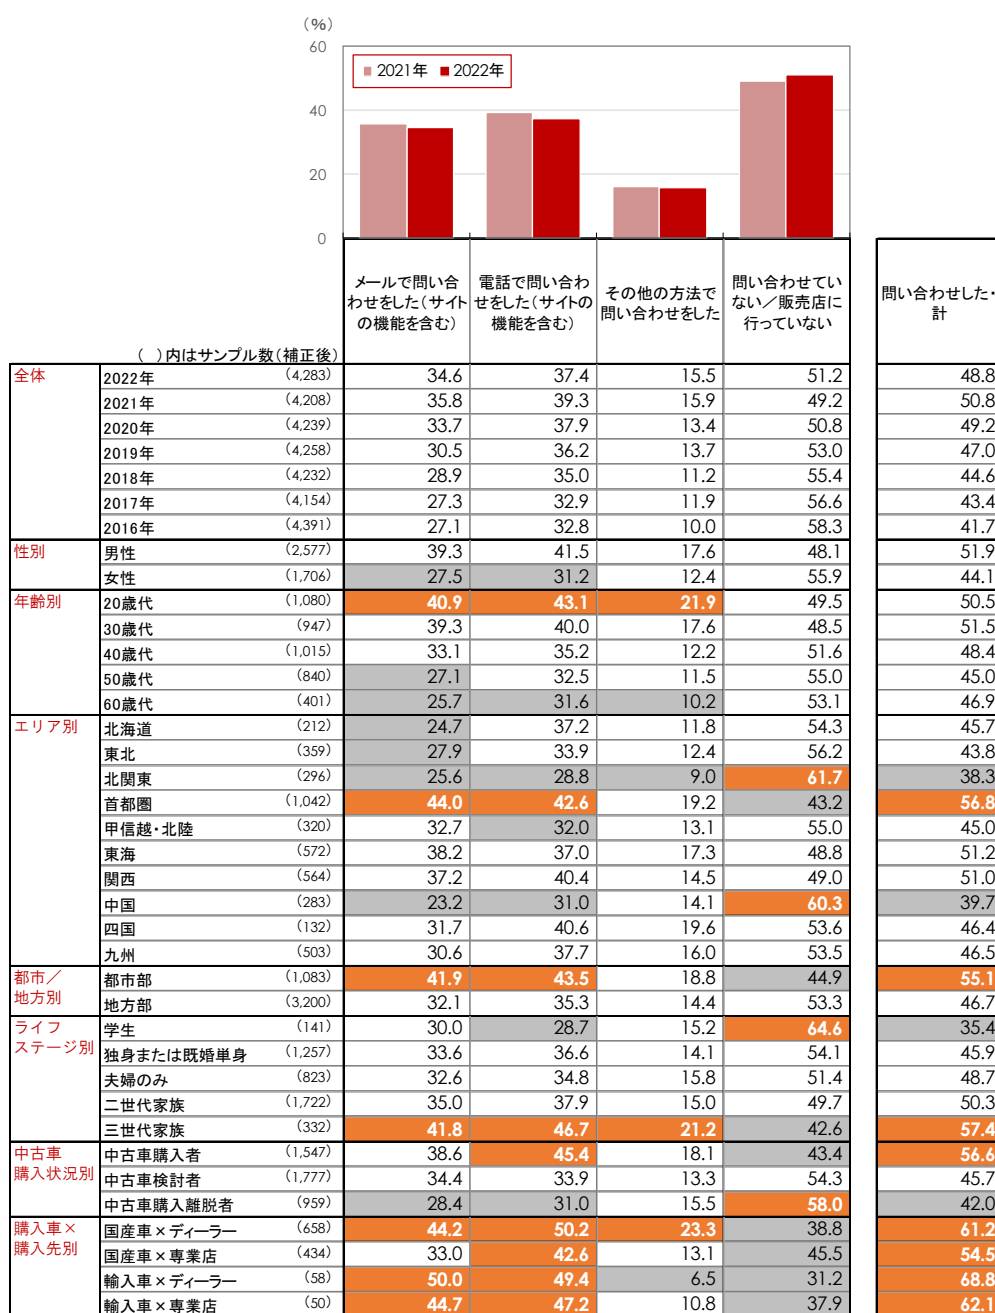 (%)
60
2021年 2022年
40
20
0
メールで問い合
わせをした(サイト
の機能を含む)
電話で問い合わ
せをした(サイトの
機能を含む)
その他の方法で
問い合わせをした
問い合わせてい
ない/販売店に
行っていない
問い合わせした・
計
( )内はサンプル数(補正後)
全体 2022年 (4,283) 34.6 37.4 15.5 51.2 48.8
2021年 (4,208) 35.8 39.3 15.9 49.2 50.8
2020年 (4,239) 33.7 37.9 13.4 50.8 49.2
2019年 (4,258) 30.5 36.2 13.7 53.0 47.0
2018年 (4,232) 28.9 35.0 11.2 55.4 44.6
2017年 (4,154) 27.3 32.9 11.9 56.6 43.4
2016年 (4,391) 27.1 32.8 10.0 58.3 41.7
性別 男性 (2,577) 39.3 41.5 17.6 48.1 51.9
女性 (1,706) 27.5 31.2 12.4 55.9 44.1
年齢別 20歳代 (1,080) 40.9 43.1 21.9 49.5 50.5
30歳代 (947) 39.3 40.0 17.6 48.5 51.5
40歳代 (1,015) 33.1 35.2 12.2 51.6 48.4
50歳代 (840) 27.1 32.5 11.5 55.0 45.0
60歳代 (401) 25.7 31.6 10.2 53.1 46.9
エリア別 北海道 (212) 24.7 37.2 11.8 54.3 45.7
東北 (359) 27.9 33.9 12.4 56.2 43.8
北関東 (296) 25.6 28.8 9.0 61.7 38.3
首都圏 (1,042) 44.0 42.6 19.2 43.2 56.8
甲信越・北陸 (320) 32.7 32.0 13.1 55.0 45.0
東海 (572) 38.2 37.0 17.3 48.8 51.2
関西 (564) 37.2 40.4 14.5 49.0 51.0
中国 (283) 23.2 31.0 14.1 60.3 39.7
四国 (132) 31.7 40.6 19.6 53.6 46.4
九州 (503) 30.6 37.7 16.0 53.5 46.5
都市/
地方別
都市部 (1,083) 41.9 43.5 18.8 44.9 55.1
地方部 (3,200) 32.1 35.3 14.4 53.3 46.7
ライフ
ステージ別
学生 (141) 30.0 28.7 15.2 64.6 35.4
独身または既婚単身 (1,257) 33.6 36.6 14.1 54.1 45.9
夫婦のみ (823) 32.6 34.8 15.8 51.4 48.7
二世代家族 (1,722) 35.0 37.9 15.0 49.7 50.3
三世代家族 (332) 41.8 46.7 21.2 42.6 57.4
中古車
購入状況別
中古車購入者 (1,547) 38.6 45.4 18.1 43.4 56.6
中古車検討者 (1,777) 34.4 33.9 13.3 54.3 45.7
中古車購入離脱者 (959) 28.4 31.0 15.5 58.0 42.0
購入車×
購入先別
国産車×ディーラー (658) 44.2 50.2 23.3 38.8 61.2
国産車×専業店 (434) 33.0 42.6 13.1 45.5 54.5
輸入車×ディーラー (58) 50.0 49.4 6.5 31.2 68.8
輸入車×専業店 (50) 44.7 47.2 10.8 37.9 62.1